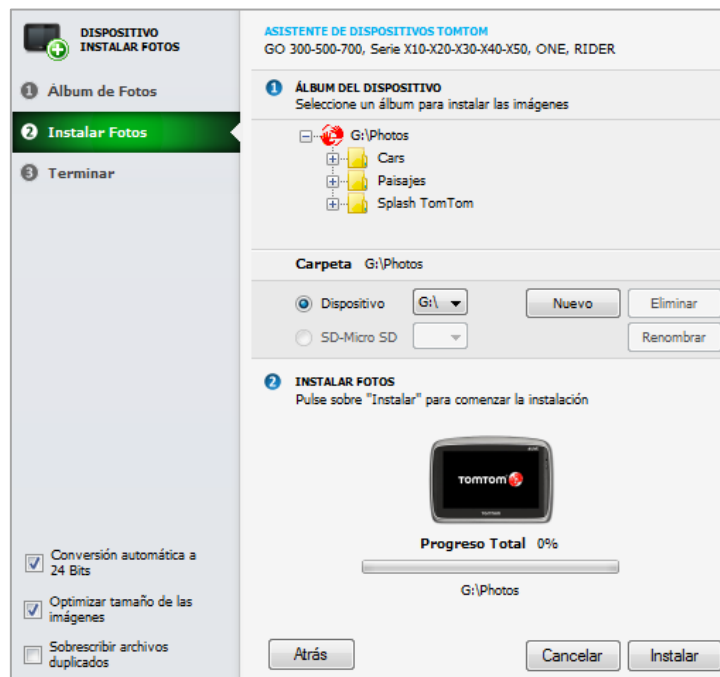 DISPOSITIVO
INSTALAR FOTOS
1 Álbum de Fotos
2 Instalar Fotos
3 Terminar
Conversión automática a
24 Bits
Optimizar tamaño de las
imágenes
Sobrescribir archivos
duplicados
ASISTENTE DE DISPOSITIVOS TOMTOM
GO 300-500-700, Serie X10-X20-X30-X40-X50, ONE, RIDER
1 ÁLBUM DEL DISPOSITIVO
Seleccione un álbum para instalar las imágenes
G:\Photos
Cars
Paisajes
Splash TomTom
Carpeta G:\Photos
Dispositivo G:\ Nuevo Eliminar
SD-Micro SD Renombrar
2 INSTALAR FOTOS
Pulse sobre "Instalar" para comenzar la instalación
TOMTOM
TOMTOM
Progreso Total 0%
G:\Photos
Atrás Cancelar Instalar